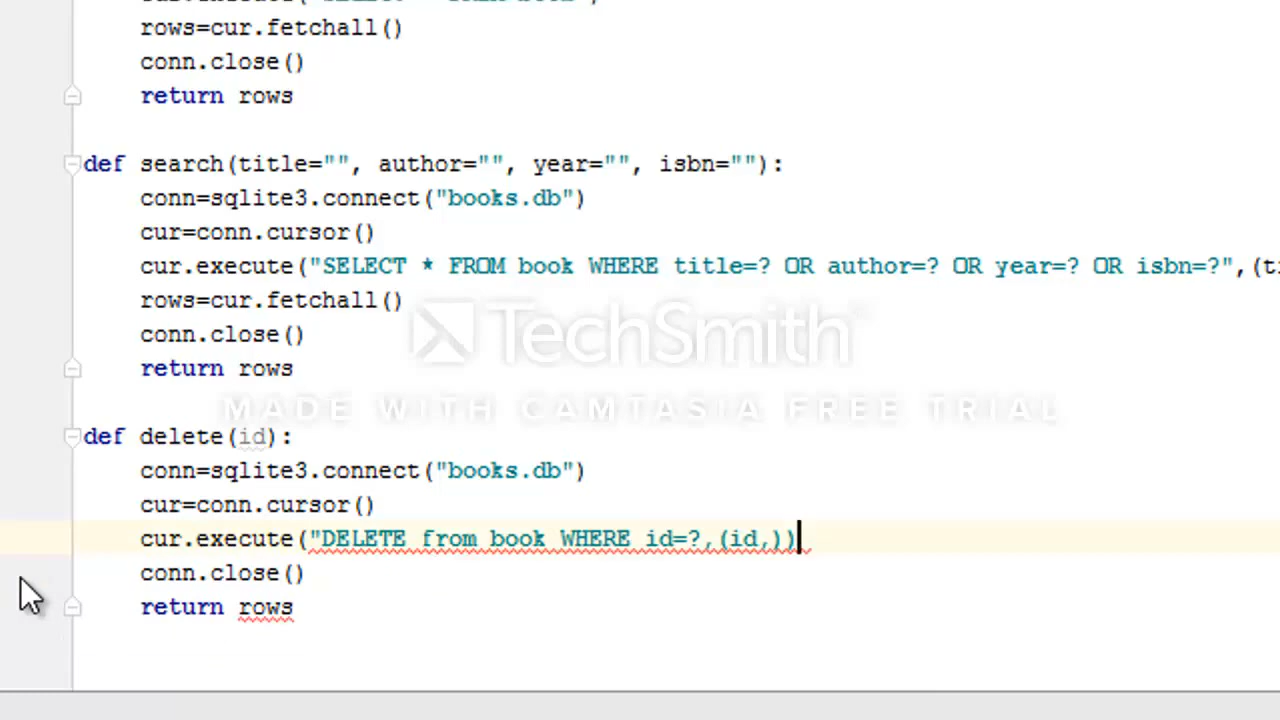 rows=cur.fetchall()
conn.close()
return rows
def search(title="", author="", year="", isbn=""):
conn=sqlite3.connect("books.db")
cur=conn.cursor()
cur.execute("SELECT * FROM book WHERE title=? OR author=? OR year=? OR isbn=?",(ti
rows=cur.fetchall()
TechSmith
conn.close()
return rows
MADE WITH CAMTASIA FREE TRIAL
def delete(id):
conn=sqlite3.connect("books.db")
cur=conn.cursor()
cur.execute("DELETE from book WHERE id=?,(id,))
conn.close()
return rows